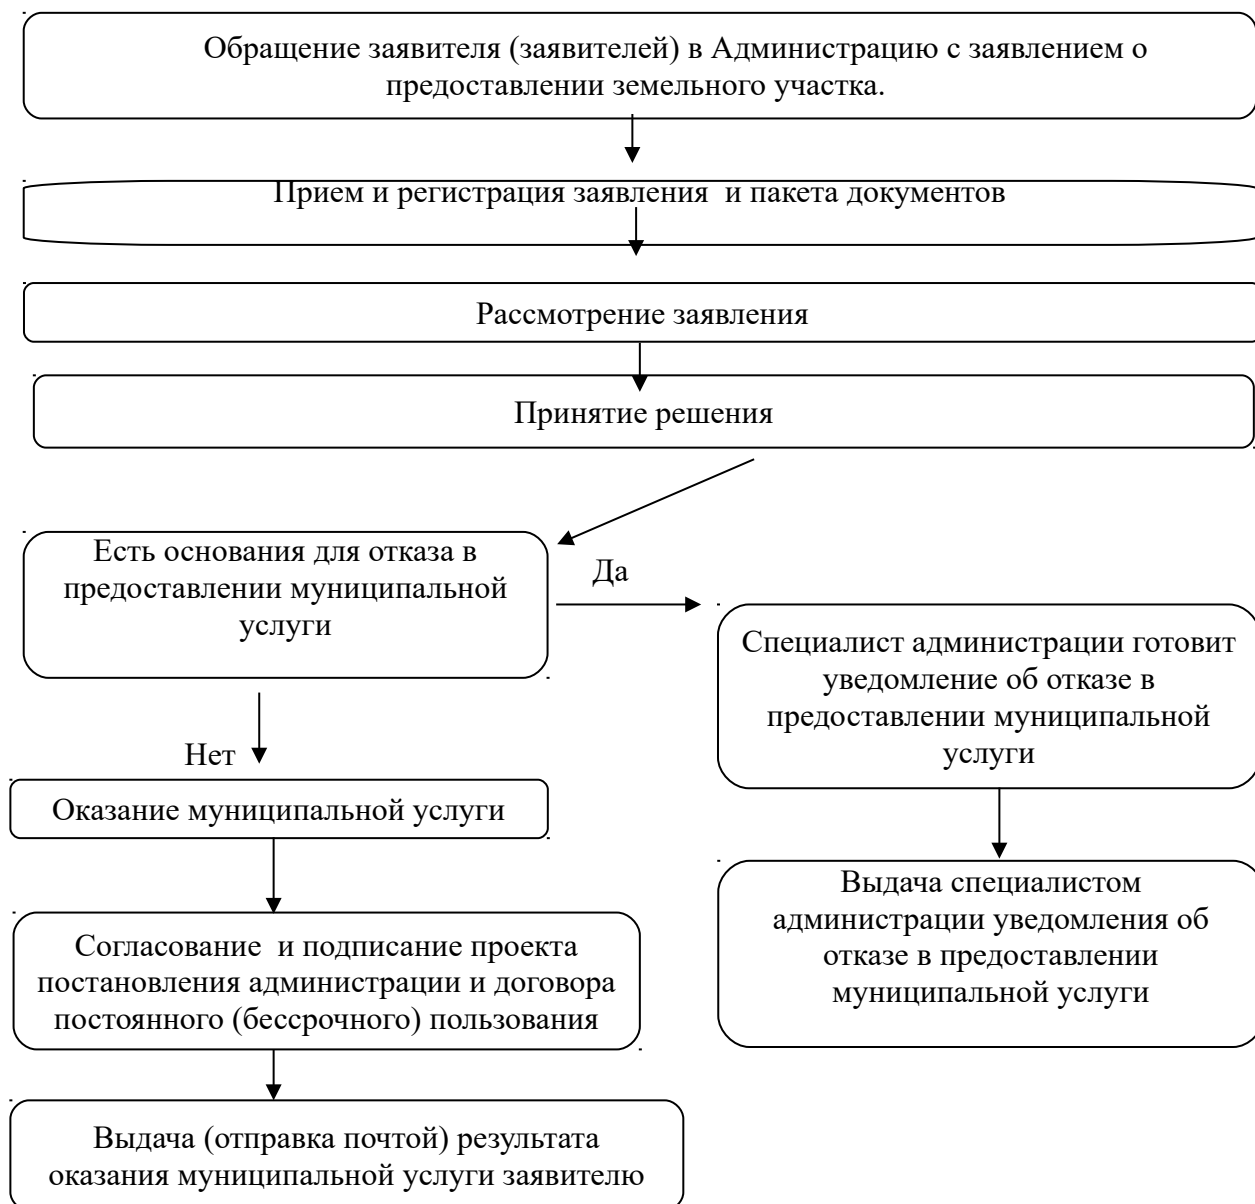 Обращение заявителя (заявителей) в Администрацию с заявлением о
предоставлении земельного участка.
Прием и регистрация заявления и пакета документов
Рассмотрение заявления
Принятие решения
Есть основания для отказа в
предоставлении муниципальной
услуги
Да
Специалист администрации готовит
уведомление об отказе в
предоставлении муниципальной
услуги
Нет
Оказание муниципальной услуги
Выдача специалистом
администрации уведомления об
отказе в предоставлении
муниципальной услуги
Согласование и подписание проекта
постановления администрации и договора
постоянного (бессрочного) пользования
Выдача (отправка почтой) результата
оказания муниципальной услуги заявителю